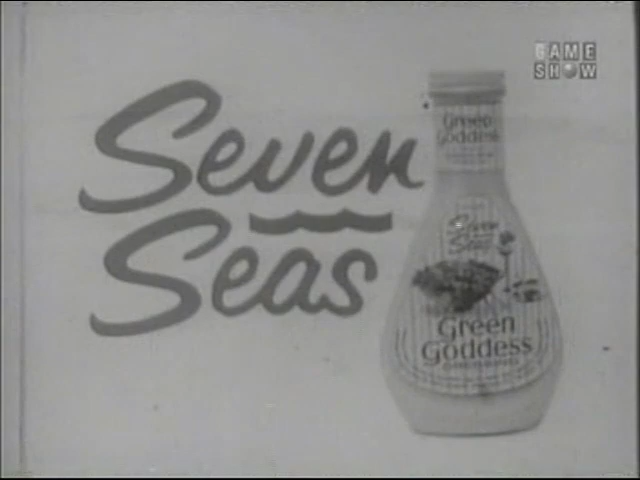 GAME
SHOW
Seven
Seas
Green
Goddess
Seven
Seas
Green
Goddess